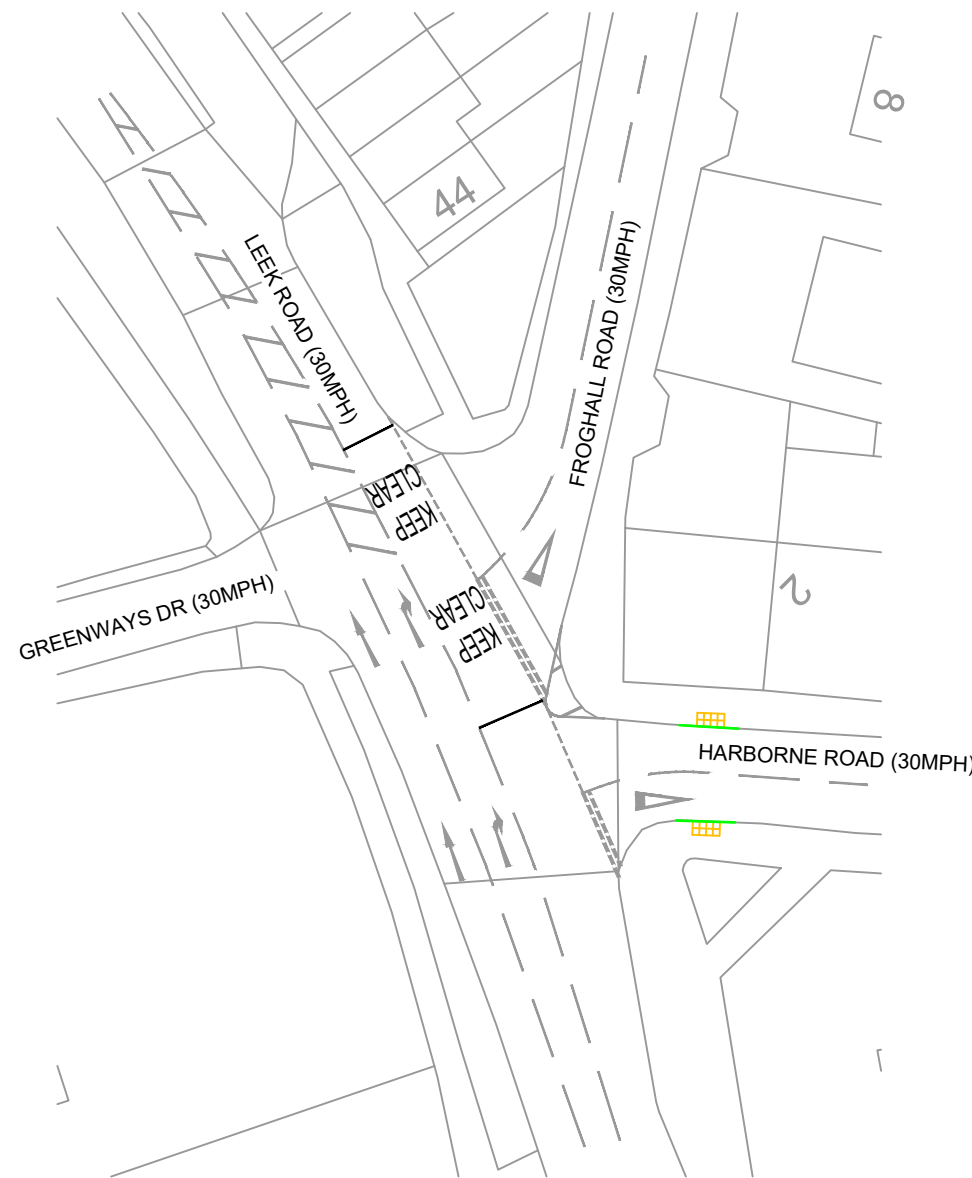 8
44
LEEK ROAD (30MPH)
FROGHALL ROAD (30MPH)
CLEAR
KEEP
GREENWAYS DR (30MPH)
CLEAR
KEEP
2
HARBORNE ROAD (30MPH)